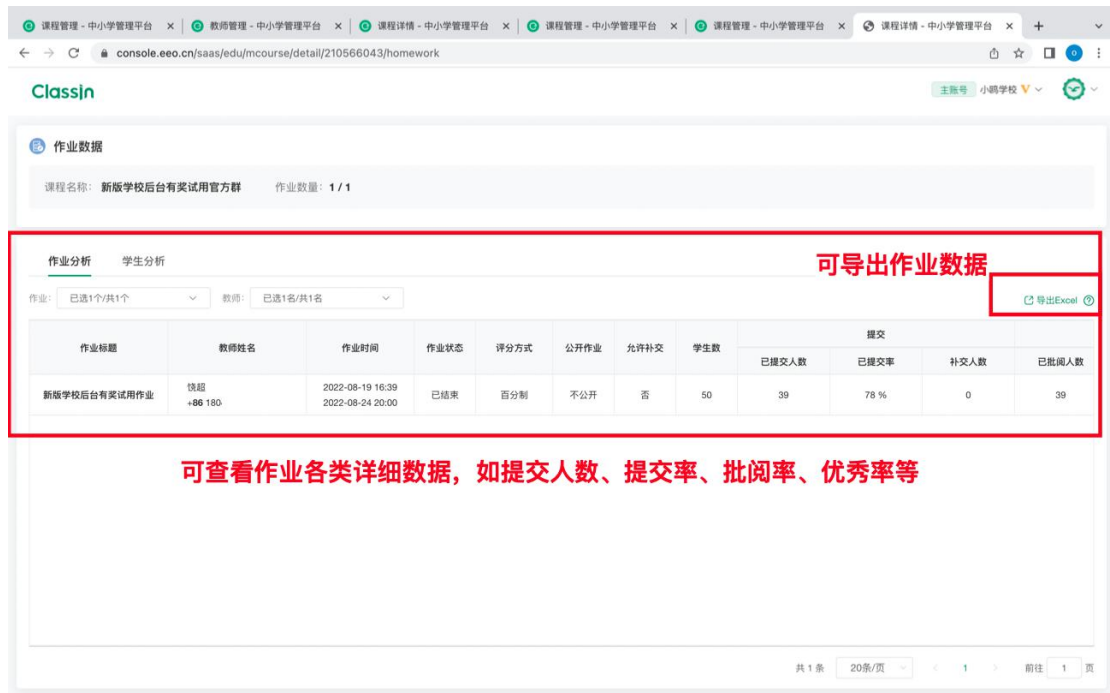 课程管理 - 中小学管理平台 教师管理 - 中小学管理平台 课程详情 - 中小学管理平台 课程管理 - 中小学管理平台 课程管理 - 中小学管理平台 课程详情 - 中小学管理平台
console.eeo.cn/saas/edu/mcourse/detail/210566043/homework
ClassIn 主账号 小鸥学校
作业数据
课程名称: 新版学校后台有奖试用官方群 作业数量: 1 / 1
作业分析 学生分析
可导出作业数据
作业: 已选1个/共1个 教师: 已选1名/共1名 导出Excel
作业标题 教师姓名 作业时间 作业状态 评分方式 公开作业 允许补交 学生数 提交
已提交人数 已提交率 补交人数 已批阅人数
新版学校后台有奖试用作业 饶超 2022-08-19 16:39 已结束 百分制 不公开 否 50 39 78 % 0 39
+86 180 2022-08-24 20:00
可查看作业各类详细数据，如提交人数、提交率、批阅率、优秀率等
共 1 条 20条/页 1 前往 1 页